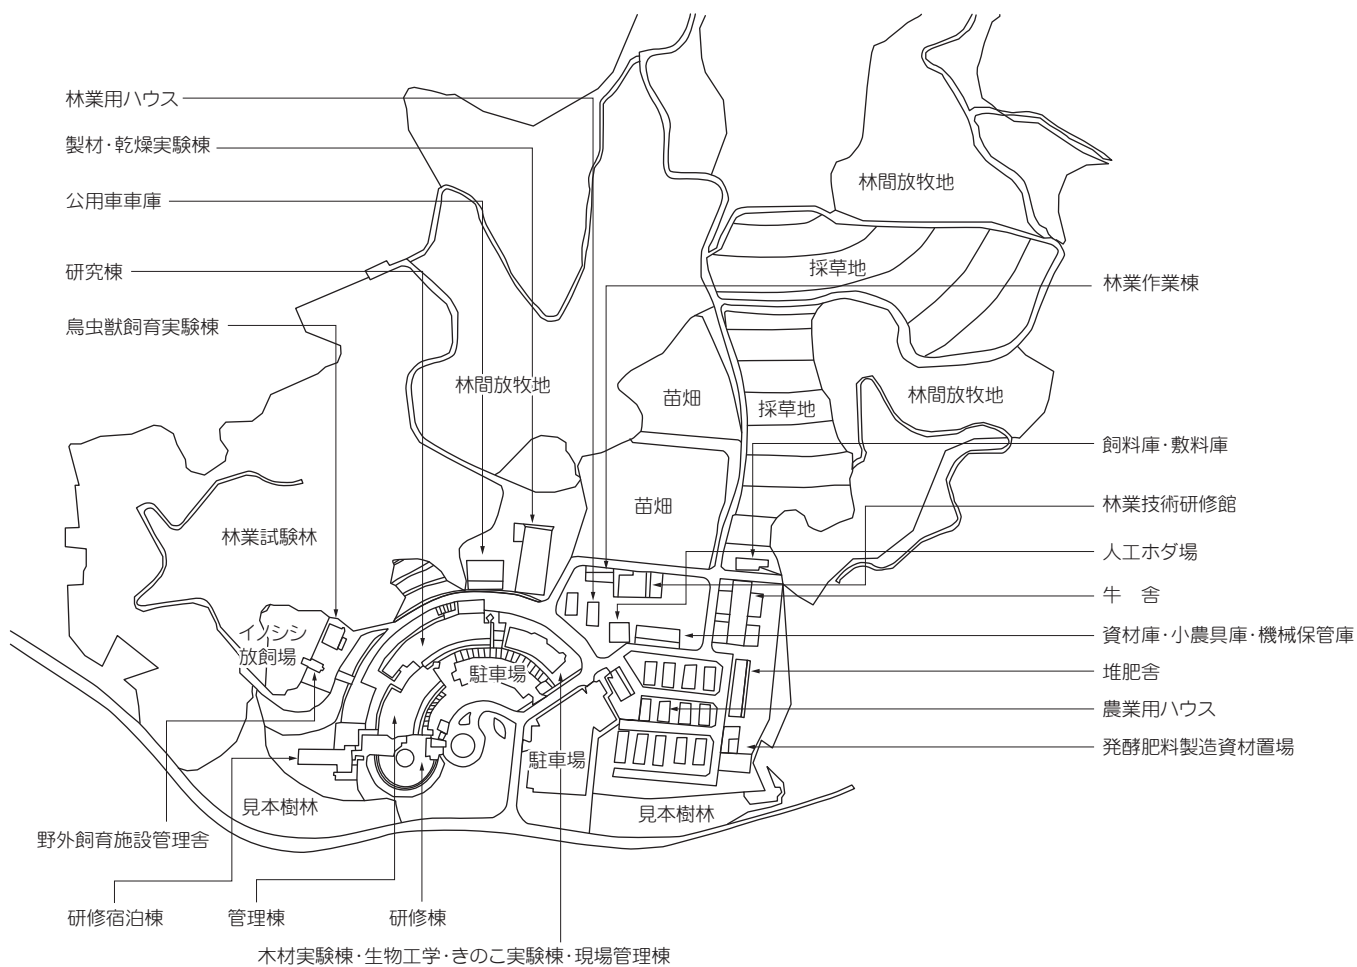 林業用ハウス
製材・乾燥実験棟
公用車車庫
研究棟
鳥虫獣飼育実験棟
林間放牧地
採草地
林業作業棟
林間放牧地
苗畑
採草地
林間放牧地
飼料庫・敷料庫
苗畑
林業技術研修館
林業試験林
人工ホダ場
牛　舎
イノシシ
放飼場
資材庫・小農具庫・機械保管庫
駐車場
堆肥舎
農業用ハウス
駐車場
発酵肥料製造資材置場
見本樹林
見本樹林
野外飼育施設管理舎
研修宿泊棟
管理棟
研修棟
木材実験棟・生物工学・きのこ実験棟・現場管理棟